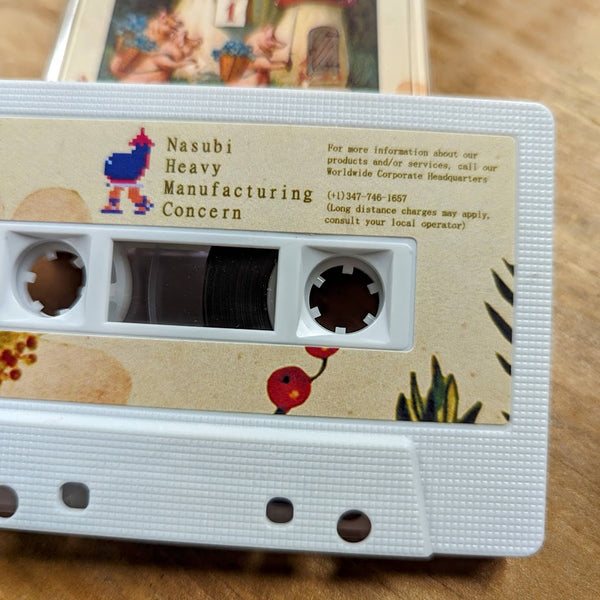 1
Nasubi
Heavy
Manufacturing
Concern
For more information about our
products and/or services, call our
Worldwide Corporate Headquarters
(+1)347-746-1657
(Long distance charges may apply,
consult your local operator)